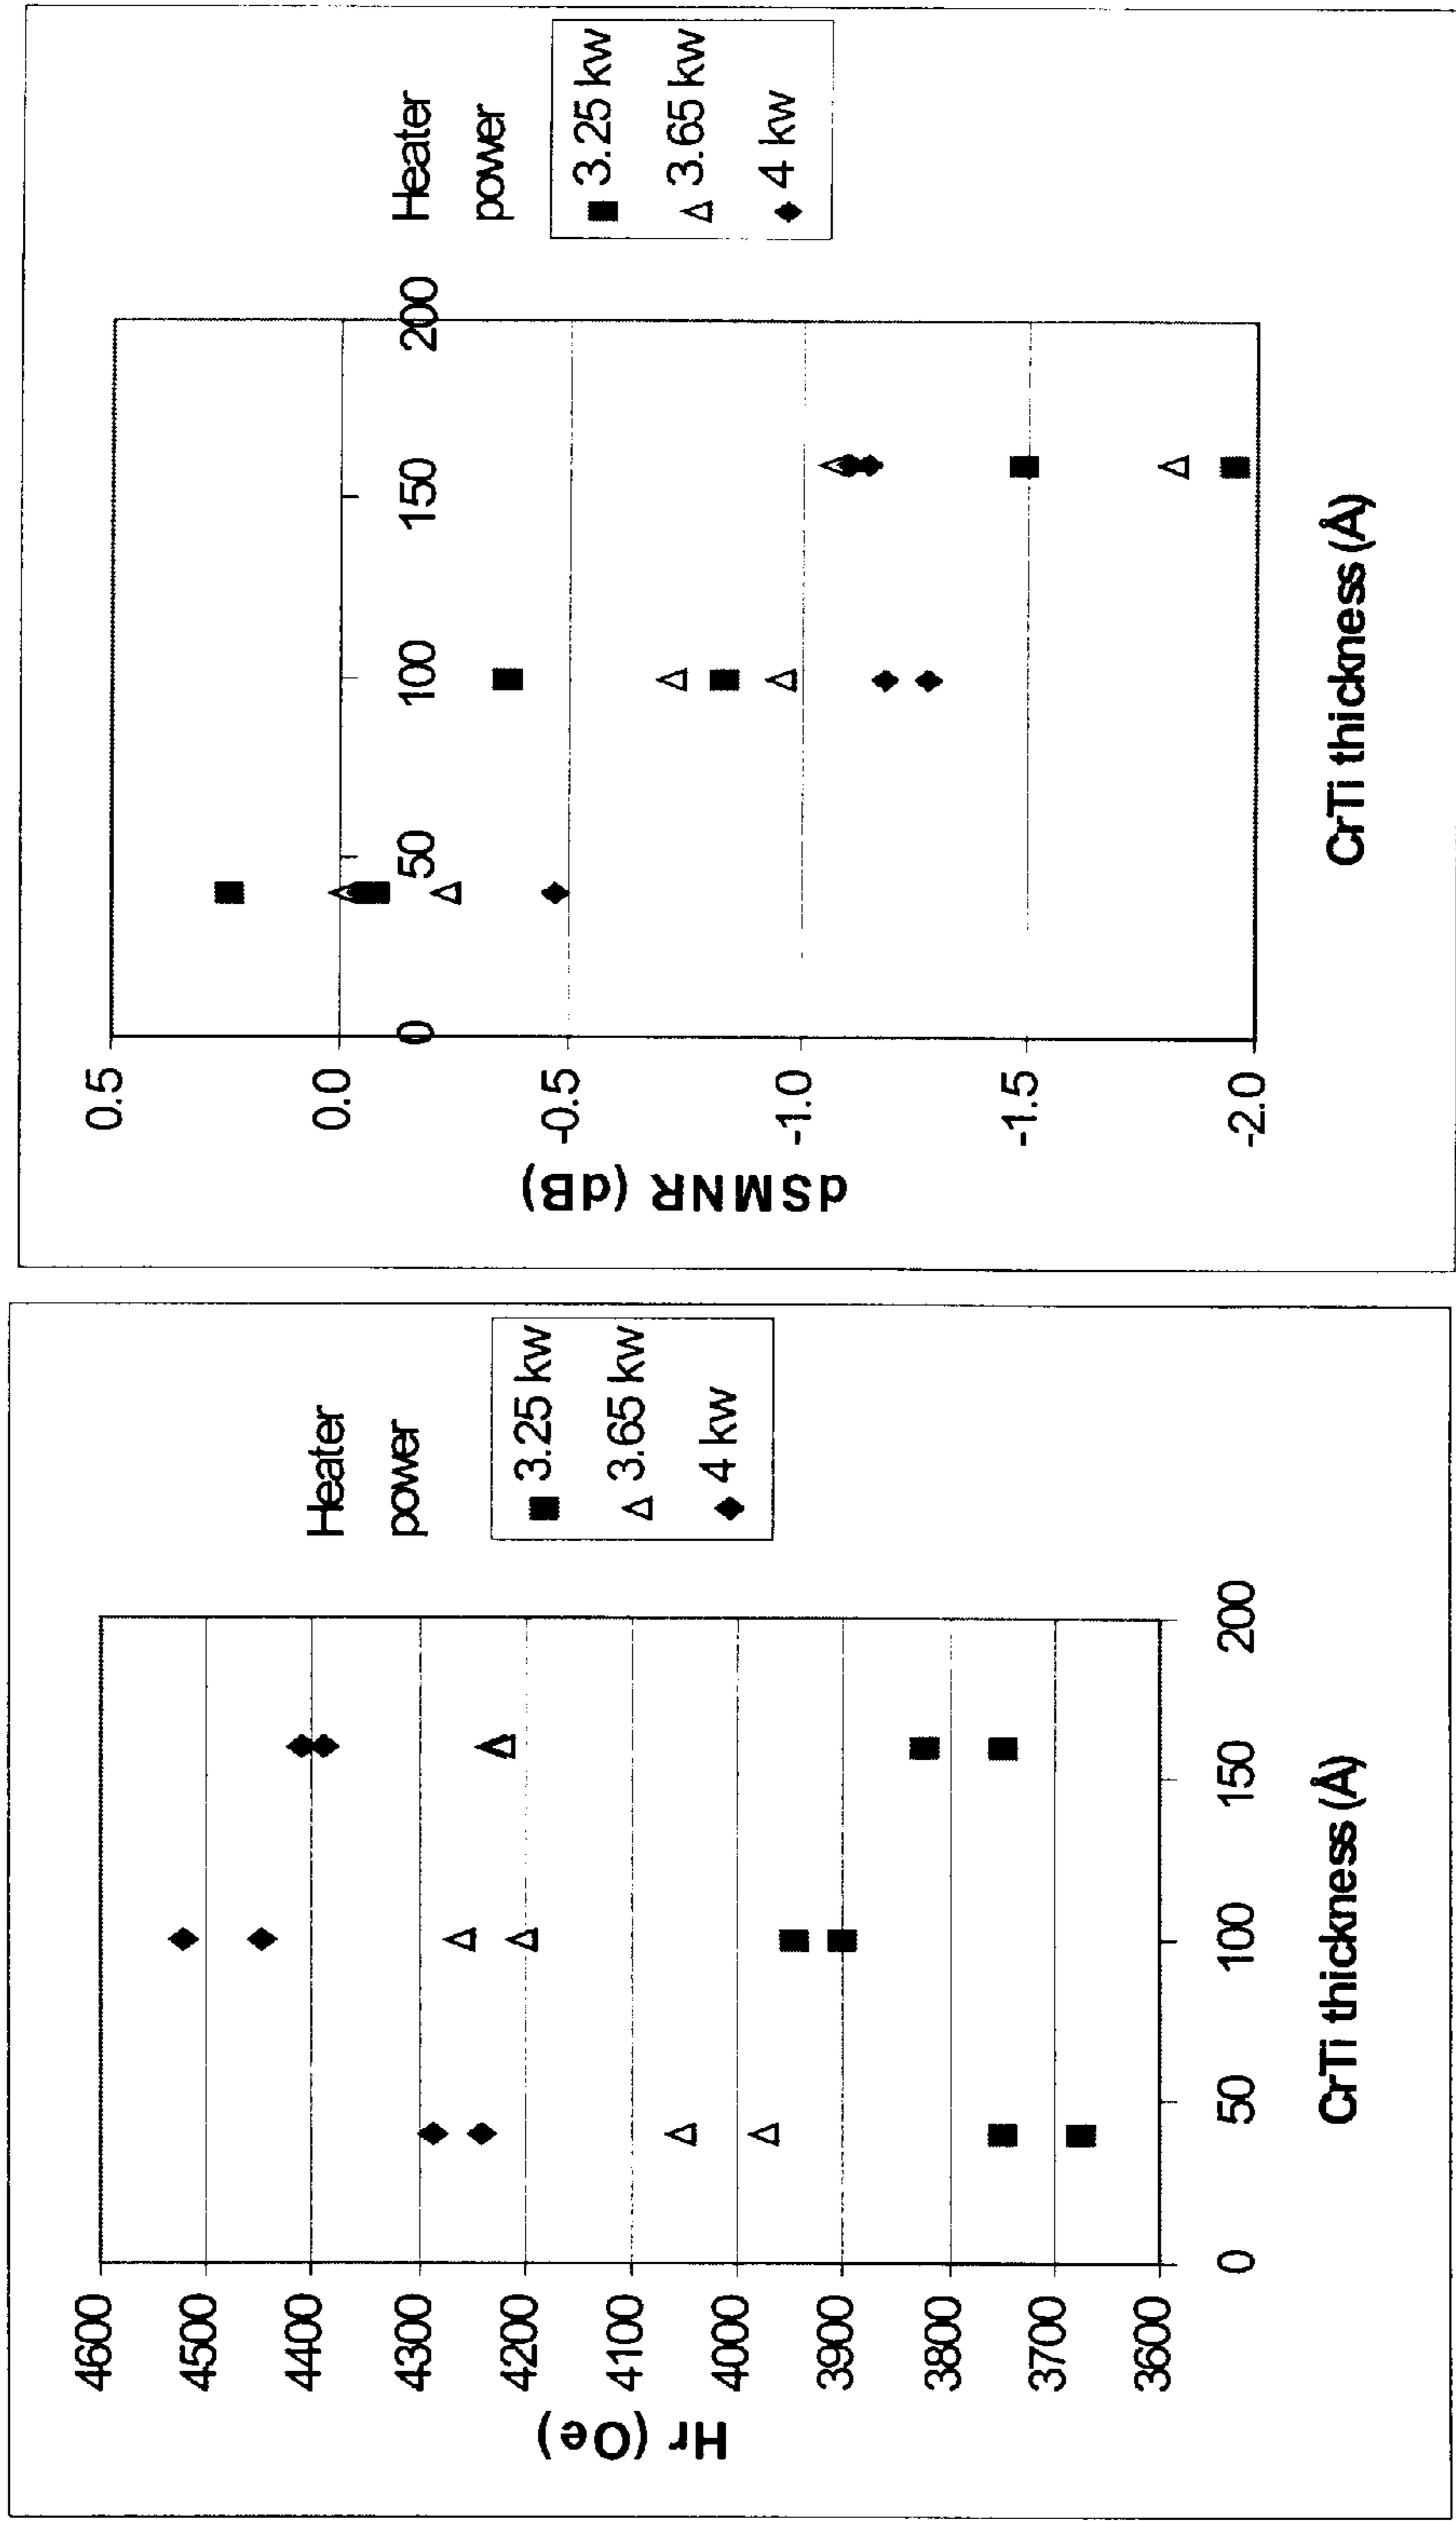 Hr (Oe)
4600
4500
4400
4300
4200
4100
4000
3900
3800
3700
3600
0
50
100
150
200
CrTi thickness (Å)
Heater
power
3.25 kw
3.65 kw
4 kw
dSMNR (dB)
0.5
0.0
-0.5
-1.0
-1.5
-2.0
0
50
100
150
200
CrTi thickness (Å)
Heater
power
3.25 kw
3.65 kw
4 kw